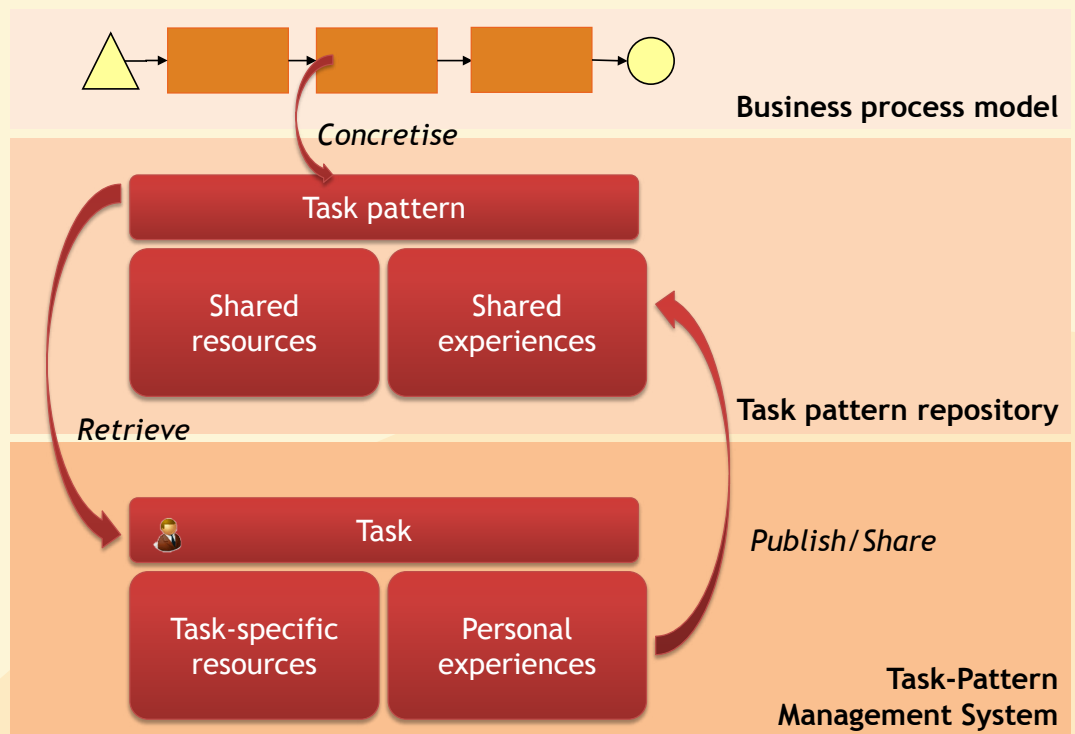 Business process model
Concretise
Task pattern
Shared
resources
Shared
experiences
Task pattern repository
Retrieve
Task
Publish/Share
Task-specific
resources
Personal
experiences
Task-Pattern
Management System